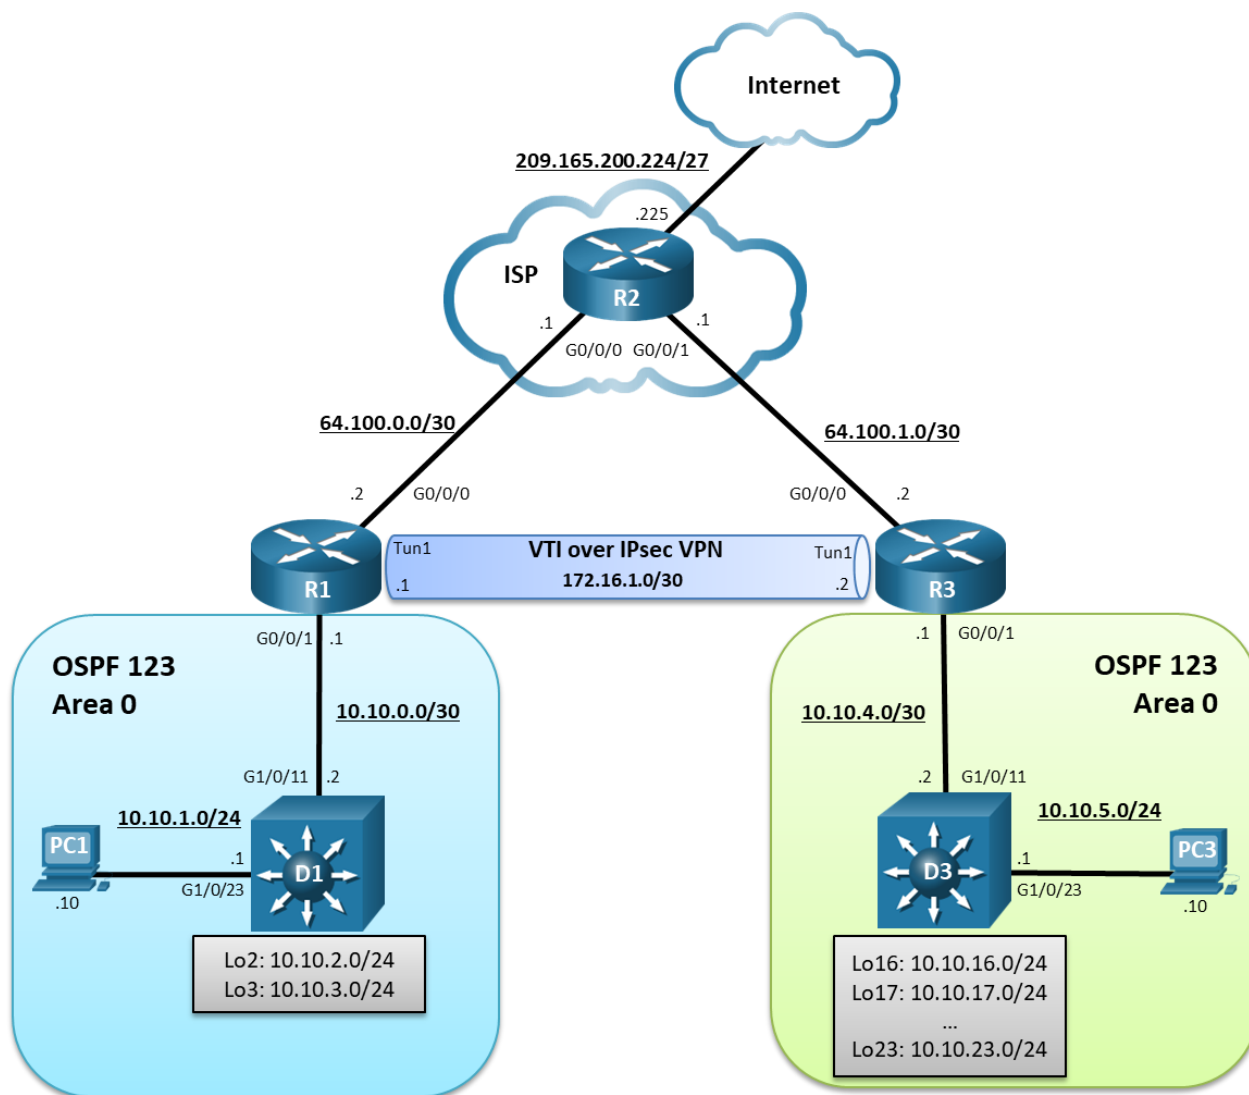 Internet
209.165.200.224/27
.225
ISP
R2
.1
.1
G0/0/0
G0/0/1
64.100.0.0/30
64.100.1.0/30
.2
G0/0/0
G0/0/0
.2
R1
Tun1
.1
VTI over IPsec VPN
172.16.1.0/30
Tun1
.2
R3
G0/0/1
.1
OSPF 123
Area 0
10.10.0.0/30
G1/0/11
.2
10.10.1.0/24
PC1
.10
.1
G1/0/23
D1
Lo2: 10.10.2.0/24
Lo3: 10.10.3.0/24
.1
G0/0/1
OSPF 123
Area 0
10.10.4.0/30
.2
G1/0/11
10.10.5.0/24
D3
.1
G1/0/23
PC3
.10
Lo16: 10.10.16.0/24
Lo17: 10.10.17.0/24
...
Lo23: 10.10.23.0/24